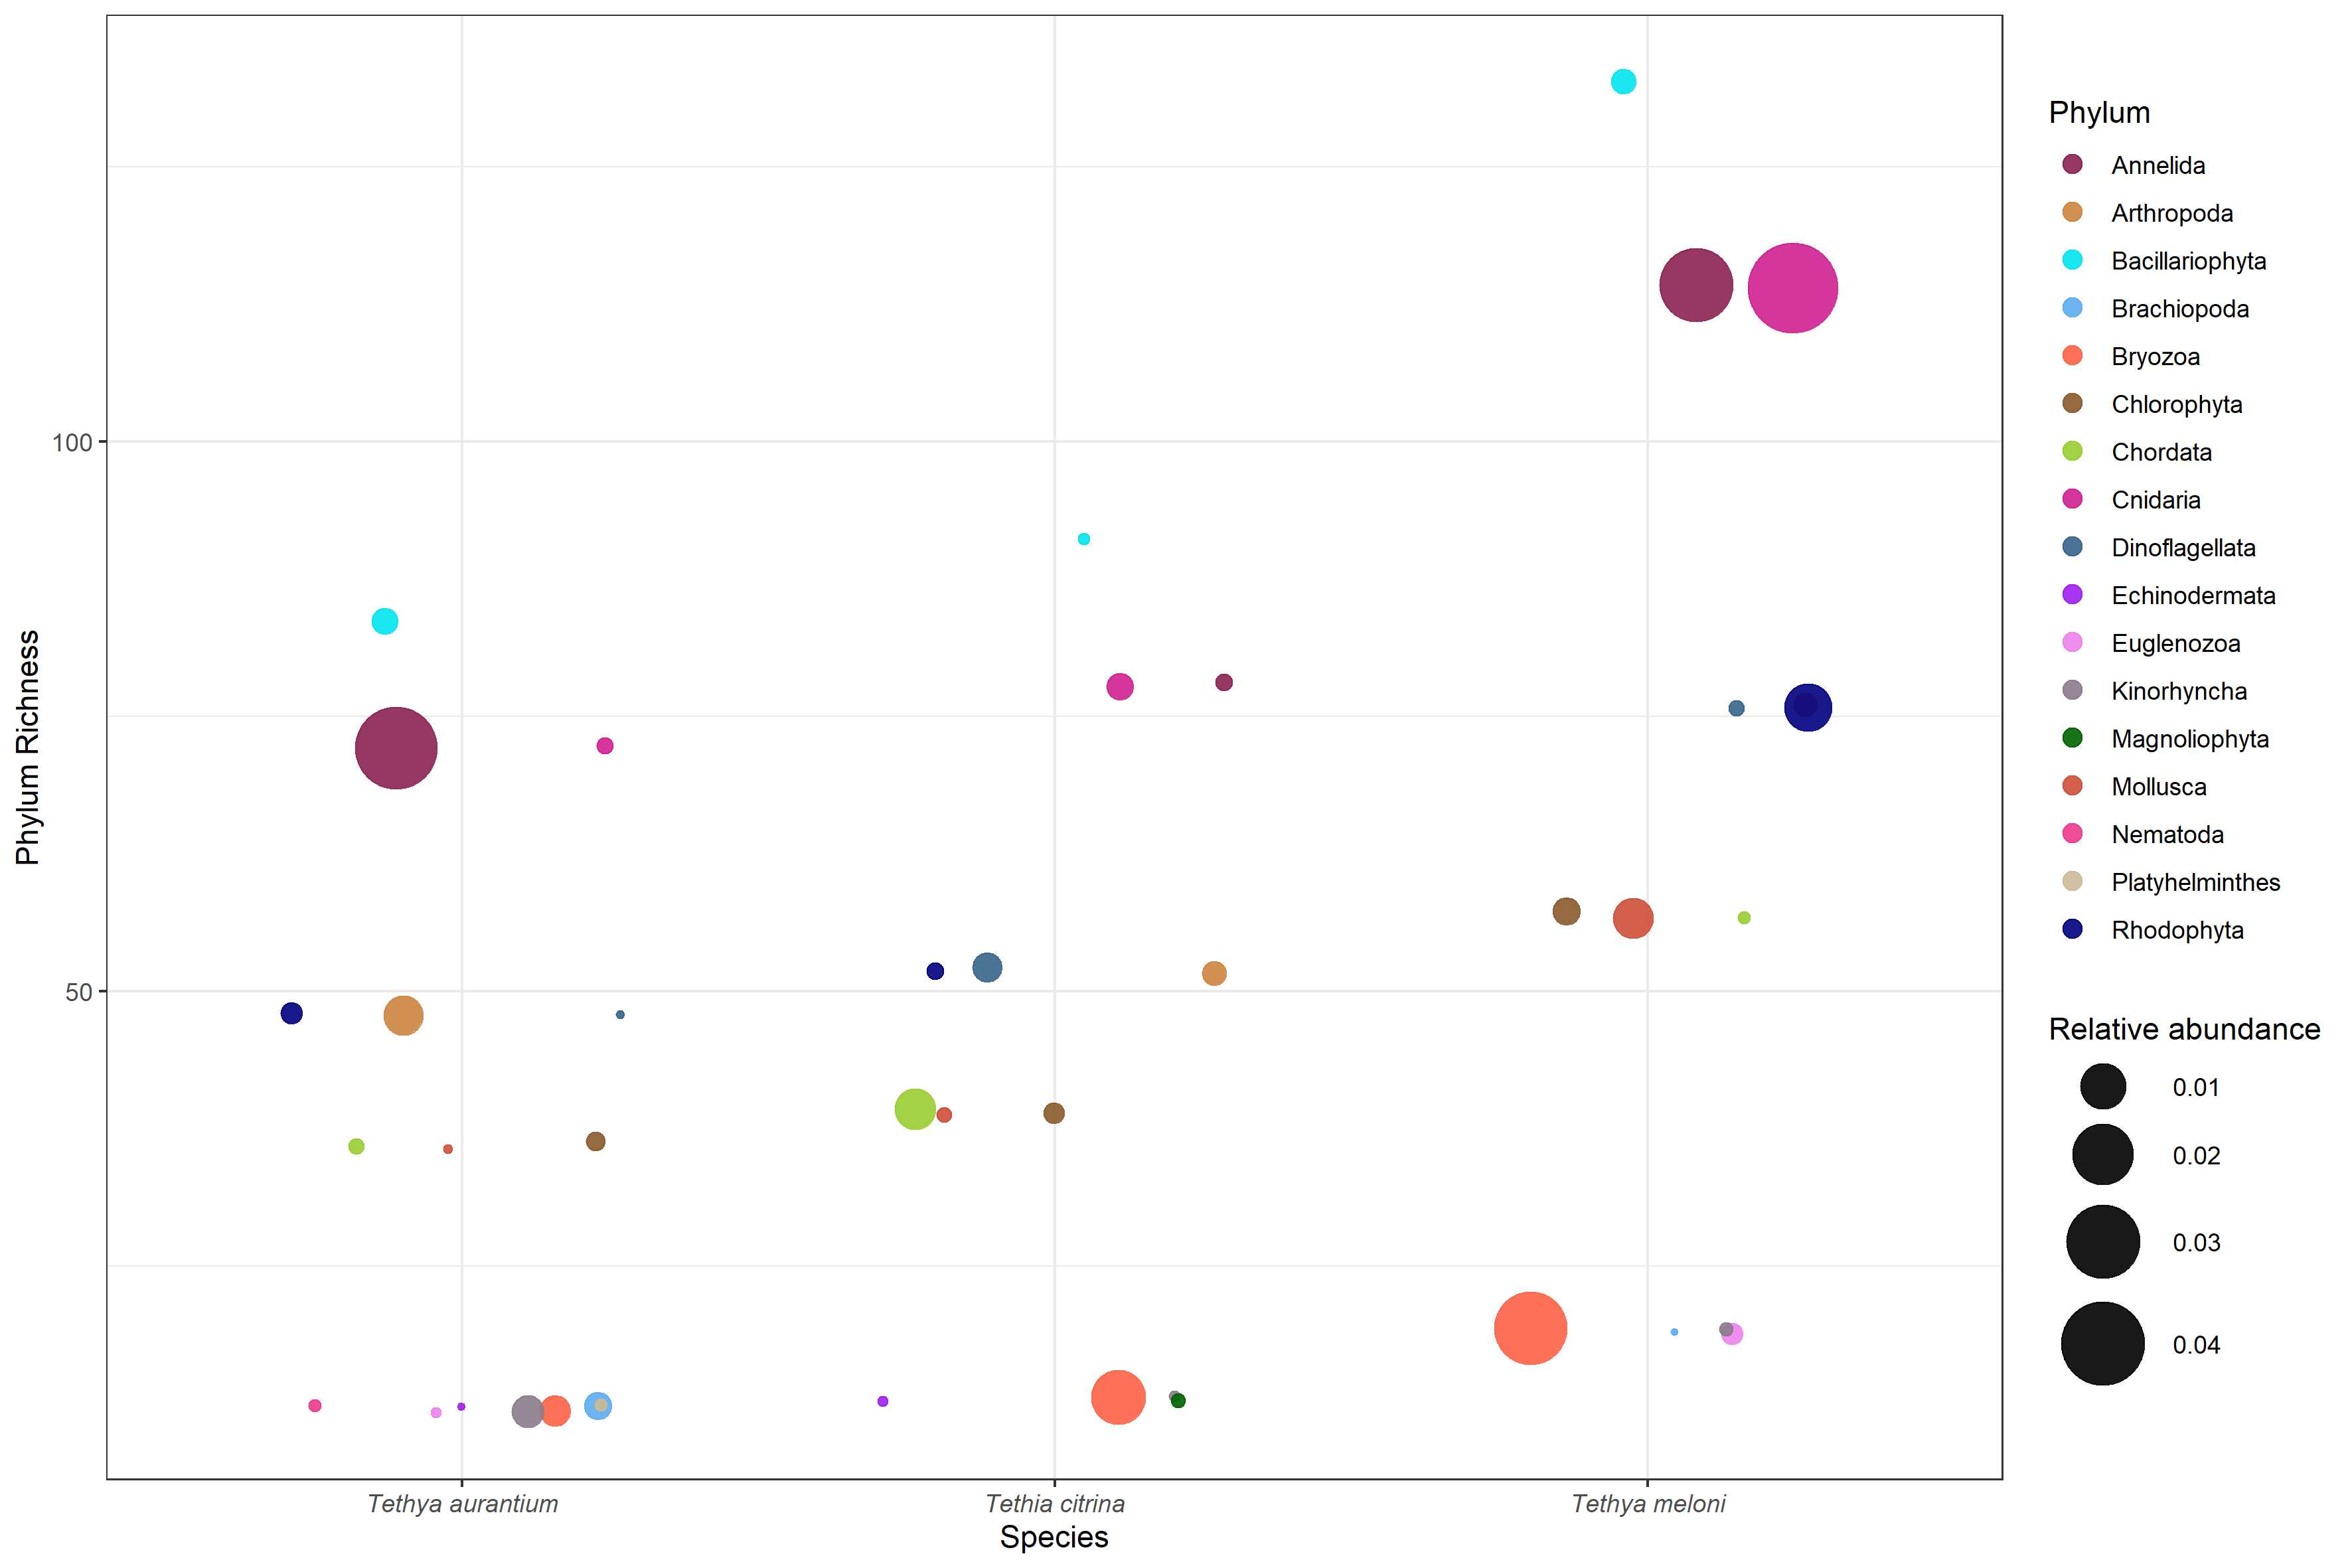 Phylum Richness
100
50
Tethya aurantium
Tethia citrina
Tethya meloni
Species
Phylum
Annelida
Arthropoda
Bacillariophyta
Brachiopoda
Bryozoa
Chlorophyta
Chordata
Cnidaria
Dinoflagellata
Echinodermata
Euglenozoa
Kinorhyncha
Magnoliophyta
Mollusca
Nematoda
Platyhelminthes
Rhodophyta
Relative abundance
0.01
0.02
0.03
0.04